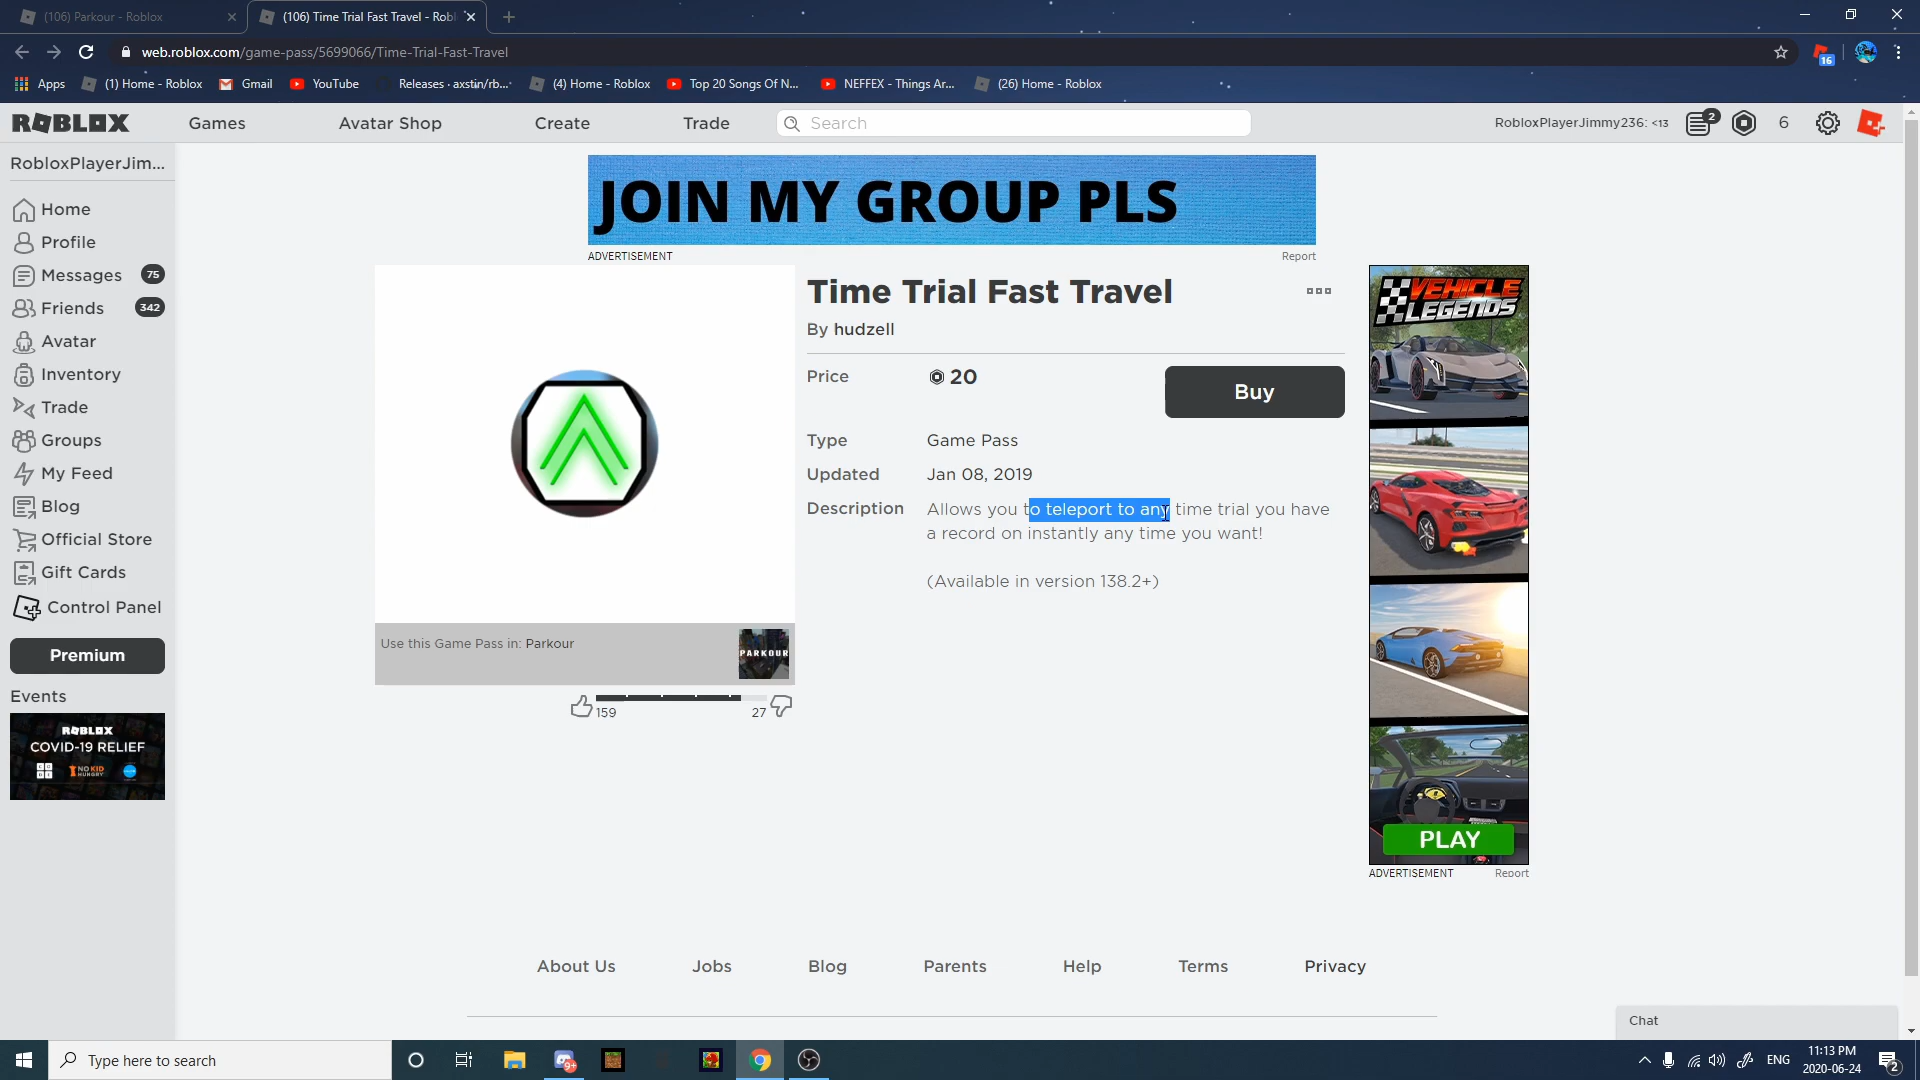 (106) Parkour - Roblox
(106) Time Trial Fast Travel - Robl
web.roblox.com/game-pass/5699066/Time-Trial-Fast-Travel
16
Apps
(1) Home - Roblox
Gmail
YouTube
Releases · axstin/rb...
(4) Home - Roblox
Top 20 Songs Of N...
NEFFEX - Things Ar...
(26) Home - Roblox
ROBLOX
Games
Avatar Shop
Create
Trade
Search
RobloxPlayerJimmy236: <13
2
6
RobloxPlayerJim...
Home
Profile
Messages 75
Friends 342
Avatar
Inventory
Trade
Groups
My Feed
Blog
Official Store
Gift Cards
Control Panel
Premium
Events
ROBLOX
COVID-19 RELIEF
CODE
NO KID
HUNGRY
JOIN MY GROUP PLS
ADVERTISEMENT
Report
Time Trial Fast Travel
By hudzell
Price
20
Buy
Type
Game Pass
Updated
Jan 08, 2019
Description
Allows you to teleport to any time trial you have
a record on instantly any time you want!
(Available in version 138.2+)
Use this Game Pass in: Parkour
PARKOUR
159
27
VEHICLE
LEGENDS
PLAY
ADVERTISEMENT
Report
About Us
Jobs
Blog
Parents
Help
Terms
Privacy
Chat
Type here to search
9+
ENG
11:13 PM
2020-06-24
2